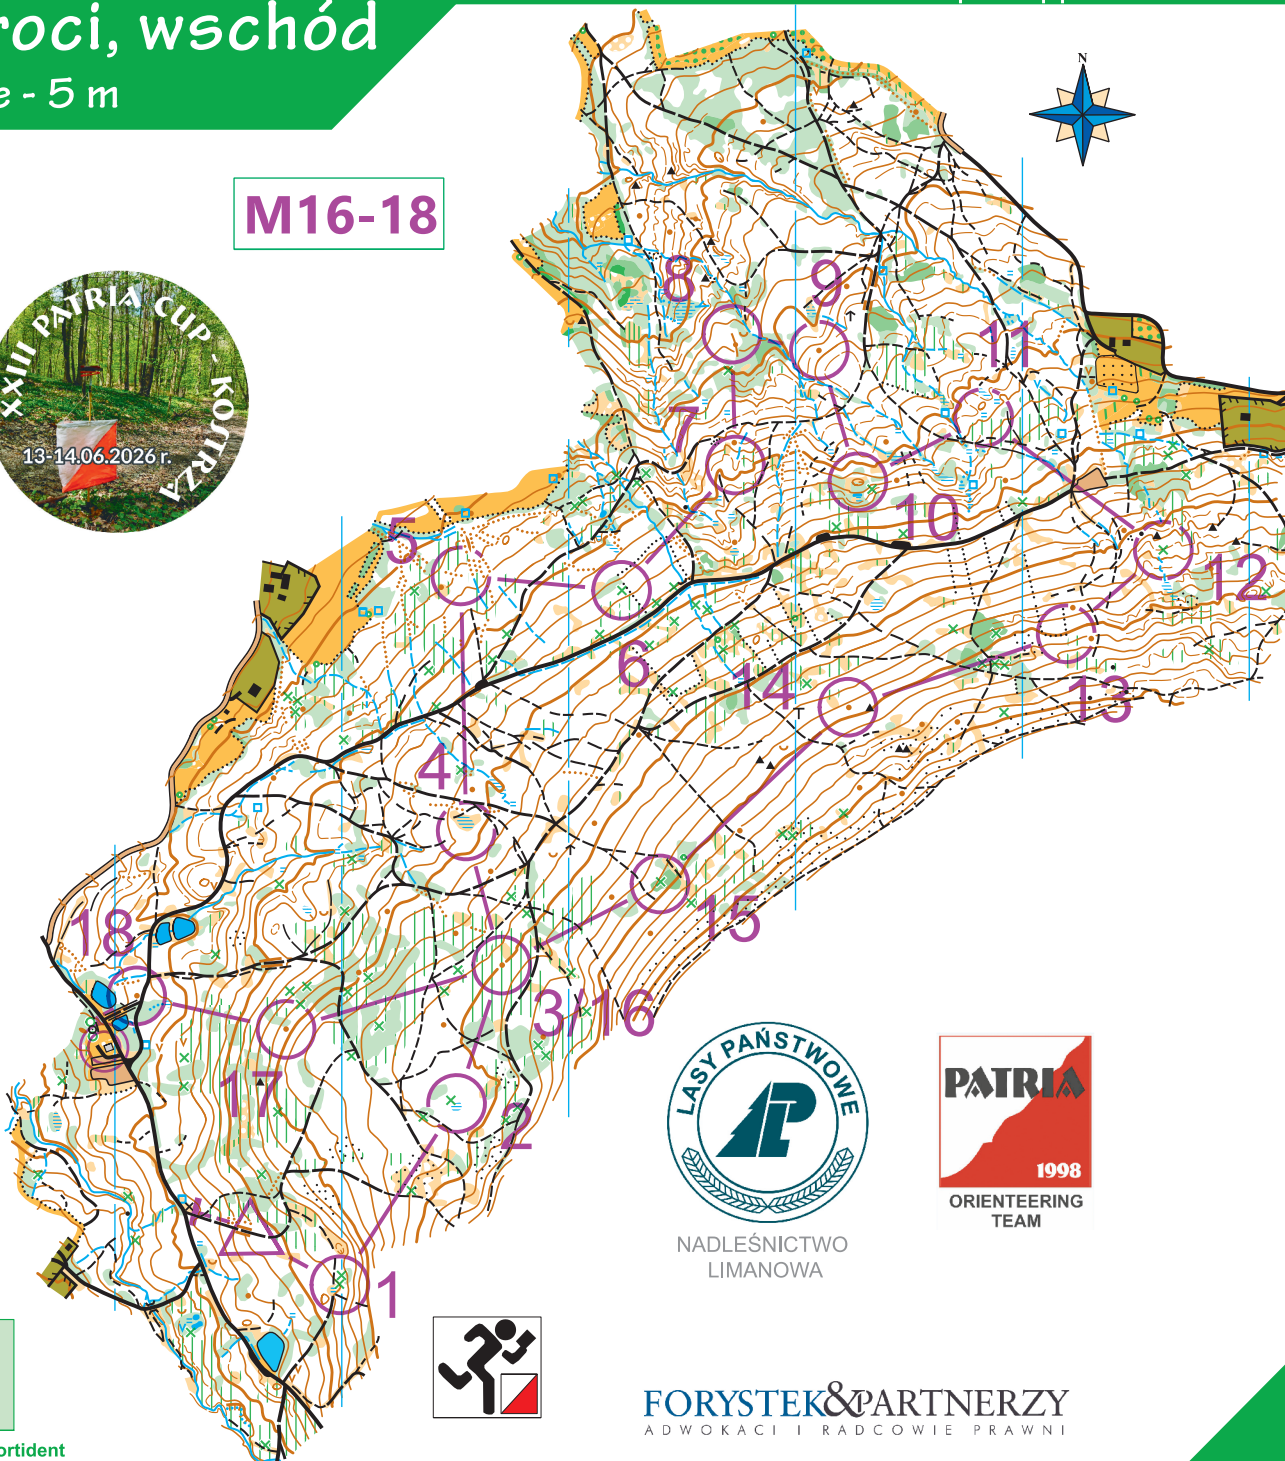 roci, wschód
e - 5 m
N
M16-18
XXIII PATRIA CUP - KOSTRZA
13-14.06.2026 r.
8
9
11
7
5
10
12
6
14
13
4
15
18
3/16
17
2
1
LASY PAŃSTWOWE
LP
NADLEŚNICTWO
LIMANOWA
PATRIA
1998
ORIENTEERING
TEAM
FORYSTEK&PARTNERZY
ADWOKACI I RADCOWIE PRAWNI
ortident